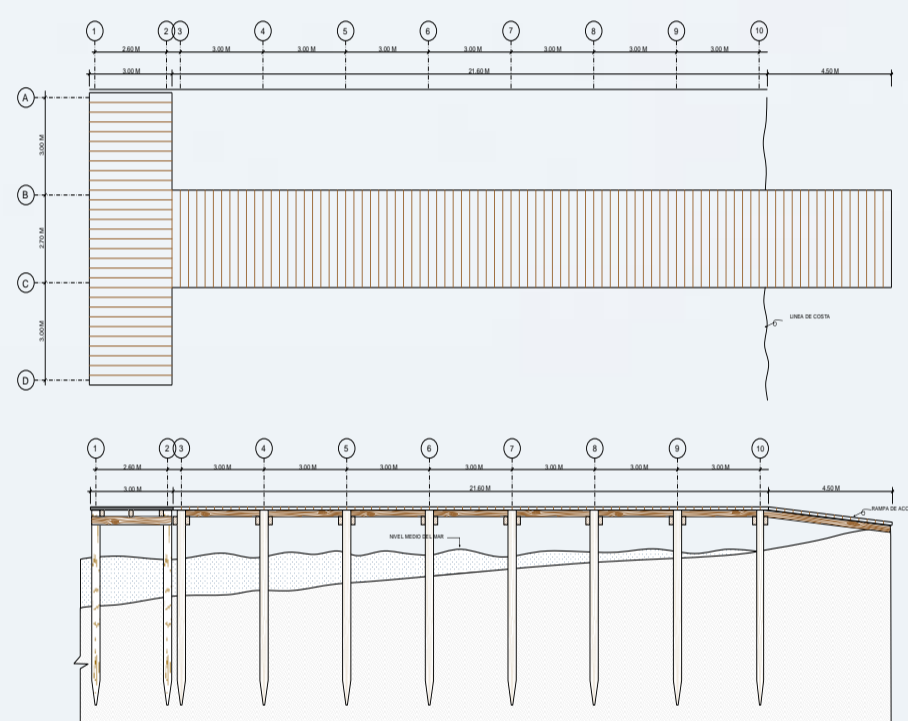 1 2 3 4 5 6 7 8 9 10
2.60 M 3.00 M 3.00 M 3.00 M 3.00 M 3.00 M 3.00 M 3.00 M
3.00 M 21.60 M 4.50 M
A
3.00 M
B
2.70 M
C
3.00 M
D
LINEA DE COSTA
1 2 3 4 5 6 7 8 9 10
2.60 M 3.00 M 3.00 M 3.00 M 3.00 M 3.00 M 3.00 M 3.00 M
3.00 M 21.60 M 4.50 M
RAMPA DE ACC
NIVEL MEDIO DEL MAR